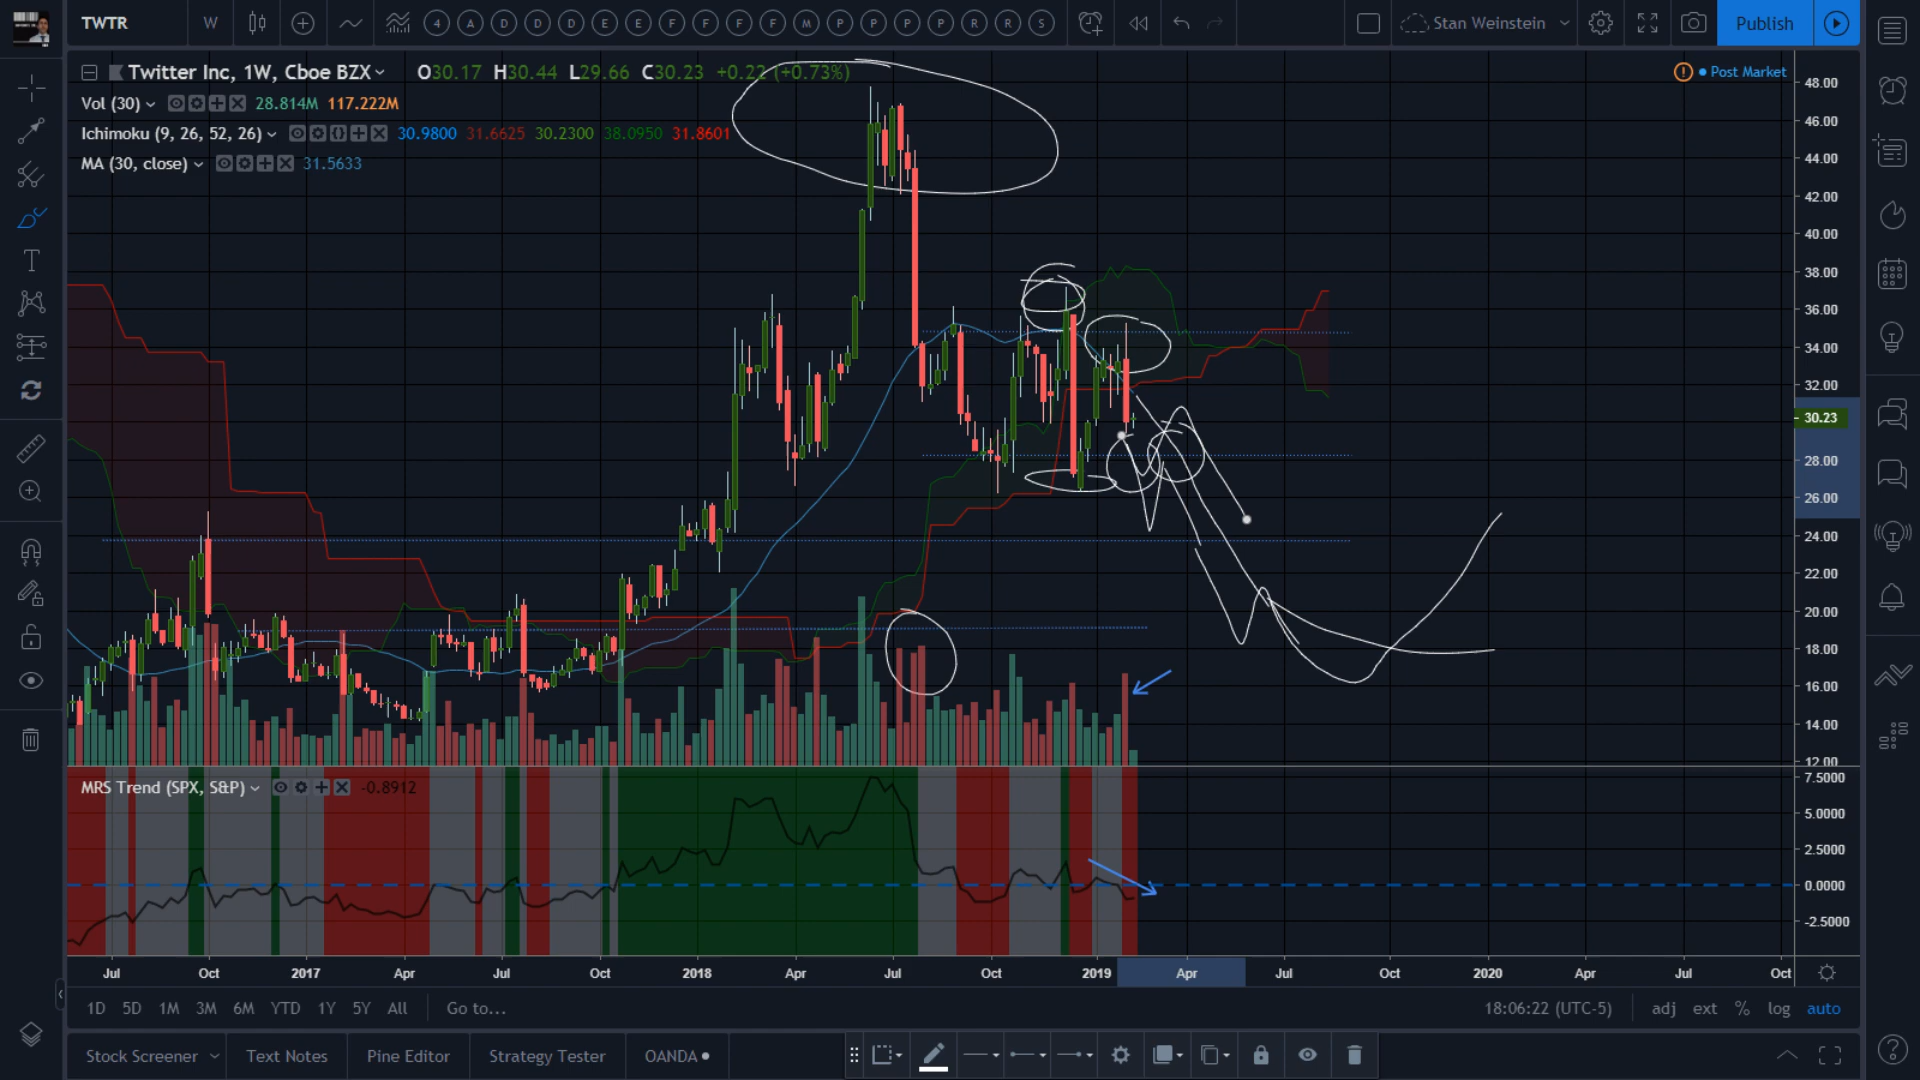 TWTR W 4 A D D D E E F F F F M P P P P R R S Stan Weinstein Publish
Twitter Inc, 1W, Cboe BZX O30.17 H30.44 L29.66 C30.23 +0.22 (+0.73%)
Post Market
Vol (30) 28.814M 117.222M
Ichimoku (9, 26, 52, 26) 30.9800 31.6625 30.2300 38.0950 31.8601
MA (30, close) 31.5633
48.00
46.00
44.00
42.00
40.00
38.00
36.00
34.00
32.00
30.23
28.00
26.00
24.00
22.00
20.00
18.00
16.00
14.00
12.00
MRS Trend (SPX, S&P) -0.8912
7.5000
5.0000
2.5000
0.0000
-2.5000
Jul Oct 2017 Apr Jul Oct 2018 Apr Jul Oct 2019 Apr Jul Oct 2020 Apr Jul Oct
1D 5D 1M 3M 6M YTD 1Y 5Y All Go to... 18:06:22 (UTC-5) adj ext % log auto
Stock Screener Text Notes Pine Editor Strategy Tester OANDA